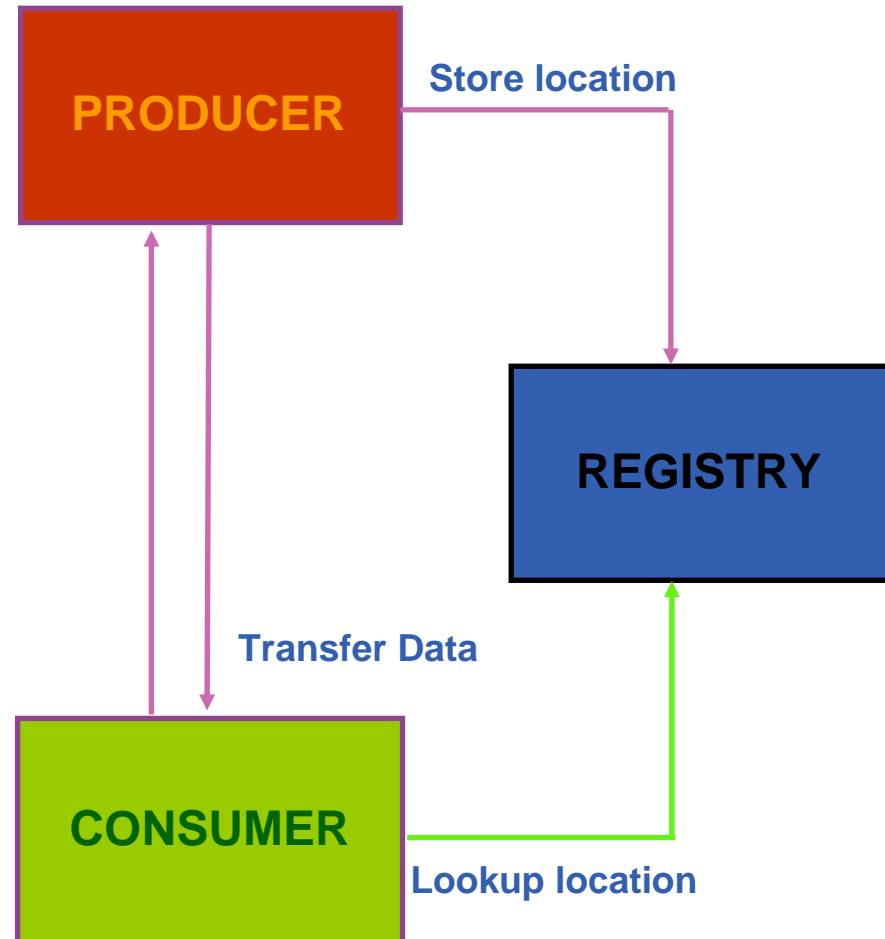 Store location
PRODUCER
REGISTRY
Transfer Data
CONSUMER
Lookup location